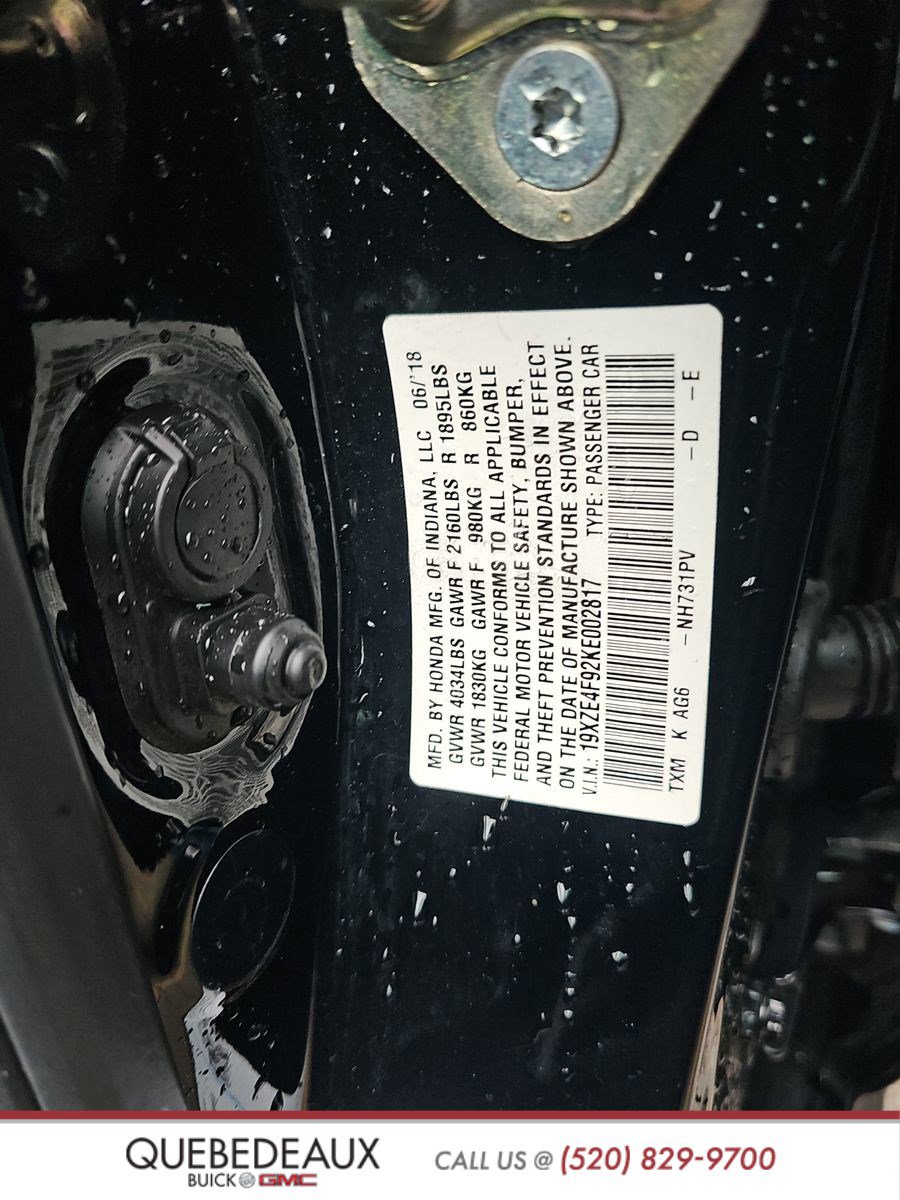 MFD. BY HONDA MFG. OF INDIANA, LLC 06/'18
GVWR 4034LBS GAWR F 2160LBS R 1895LBS
GVWR 1830KG GAWR F 980KG R 860KG
THIS VEHICLE CONFORMS TO ALL APPLICABLE
FEDERAL MOTOR VEHICLE SAFETY, BUMPER,
AND THEFT PREVENTION STANDARDS IN EFFECT
ON THE DATE OF MANUFACTURE SHOWN ABOVE.
V.I.N.: 19XZE4F92KE002817 TYPE: PASSENGER CAR
TXM K AG6 -NH731PV -D -E
QUEBEDEAUX
BUICK GMC
CALL US @ (520) 829-9700